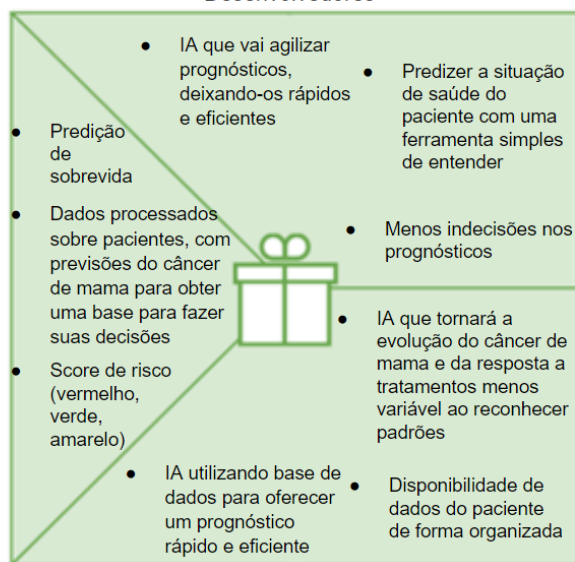 ● IA que vai agilizar
prognósticos,
deixando-os rápidos
e eficientes
● Predizer a situação
de saúde do
paciente com uma
ferramenta simples
de entender
● Menos indecisões nos
prognósticos
● Predição
de
sobrevida
● Dados processados
sobre pacientes, com
previsões do câncer
de mama para obter
uma base para fazer
suas decisões
● Score de risco
(vermelho,
verde,
amarelo)
● IA que tornará a
evolução do câncer de
mama e da resposta a
tratamentos menos
variável ao reconhecer
padrões
● IA utilizando base de
dados para oferecer
um prognóstico
rápido e eficiente
● Disponibilidade de
dados do paciente
de forma organizada